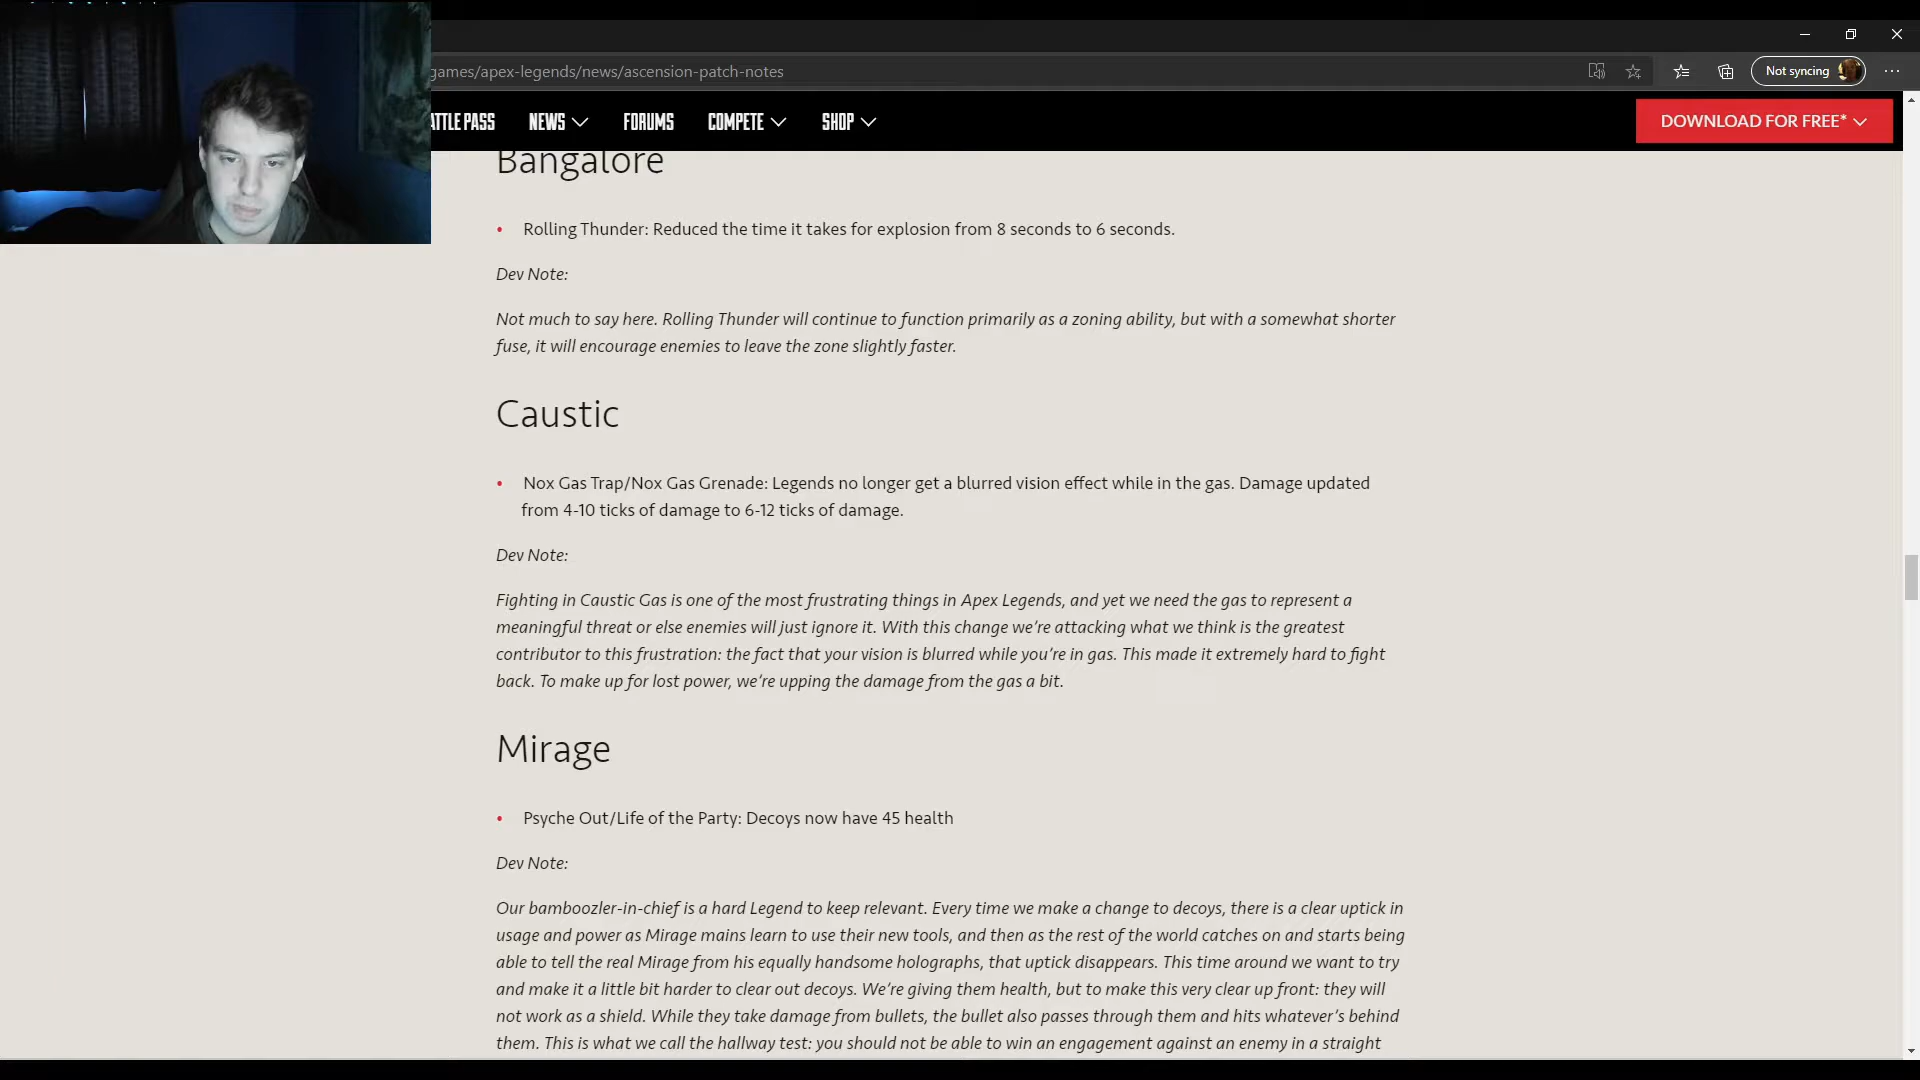 games/apex-legends/news/ascension-patch-notes
Not syncing
ATTLE PASS NEWS FORUMS COMPETE SHOP
DOWNLOAD FOR FREE*
Bangalore
• Rolling Thunder: Reduced the time it takes for explosion from 8 seconds to 6 seconds.
Dev Note:
Not much to say here. Rolling Thunder will continue to function primarily as a zoning ability, but with a somewhat shorter
fuse, it will encourage enemies to leave the zone slightly faster.
Caustic
• Nox Gas Trap/Nox Gas Grenade: Legends no longer get a blurred vision effect while in the gas. Damage updated
from 4-10 ticks of damage to 6-12 ticks of damage.
Dev Note:
Fighting in Caustic Gas is one of the most frustrating things in Apex Legends, and yet we need the gas to represent a
meaningful threat or else enemies will just ignore it. With this change we're attacking what we think is the greatest
contributor to this frustration: the fact that your vision is blurred while you're in gas. This made it extremely hard to fight
back. To make up for lost power, we're upping the damage from the gas a bit.
Mirage
• Psyche Out/Life of the Party: Decoys now have 45 health
Dev Note:
Our bamboozler-in-chief is a hard Legend to keep relevant. Every time we make a change to decoys, there is a clear uptick in
usage and power as Mirage mains learn to use their new tools, and then as the rest of the world catches on and starts being
able to tell the real Mirage from his equally handsome holographs, that uptick disappears. This time around we want to try
and make it a little bit harder to clear out decoys. We're giving them health, but to make this very clear up front: they will
not work as a shield. While they take damage from bullets, the bullet also passes through them and hits whatever's behind
them. This is what we call the hallway test: you should not be able to win an engagement against an enemy in a straight